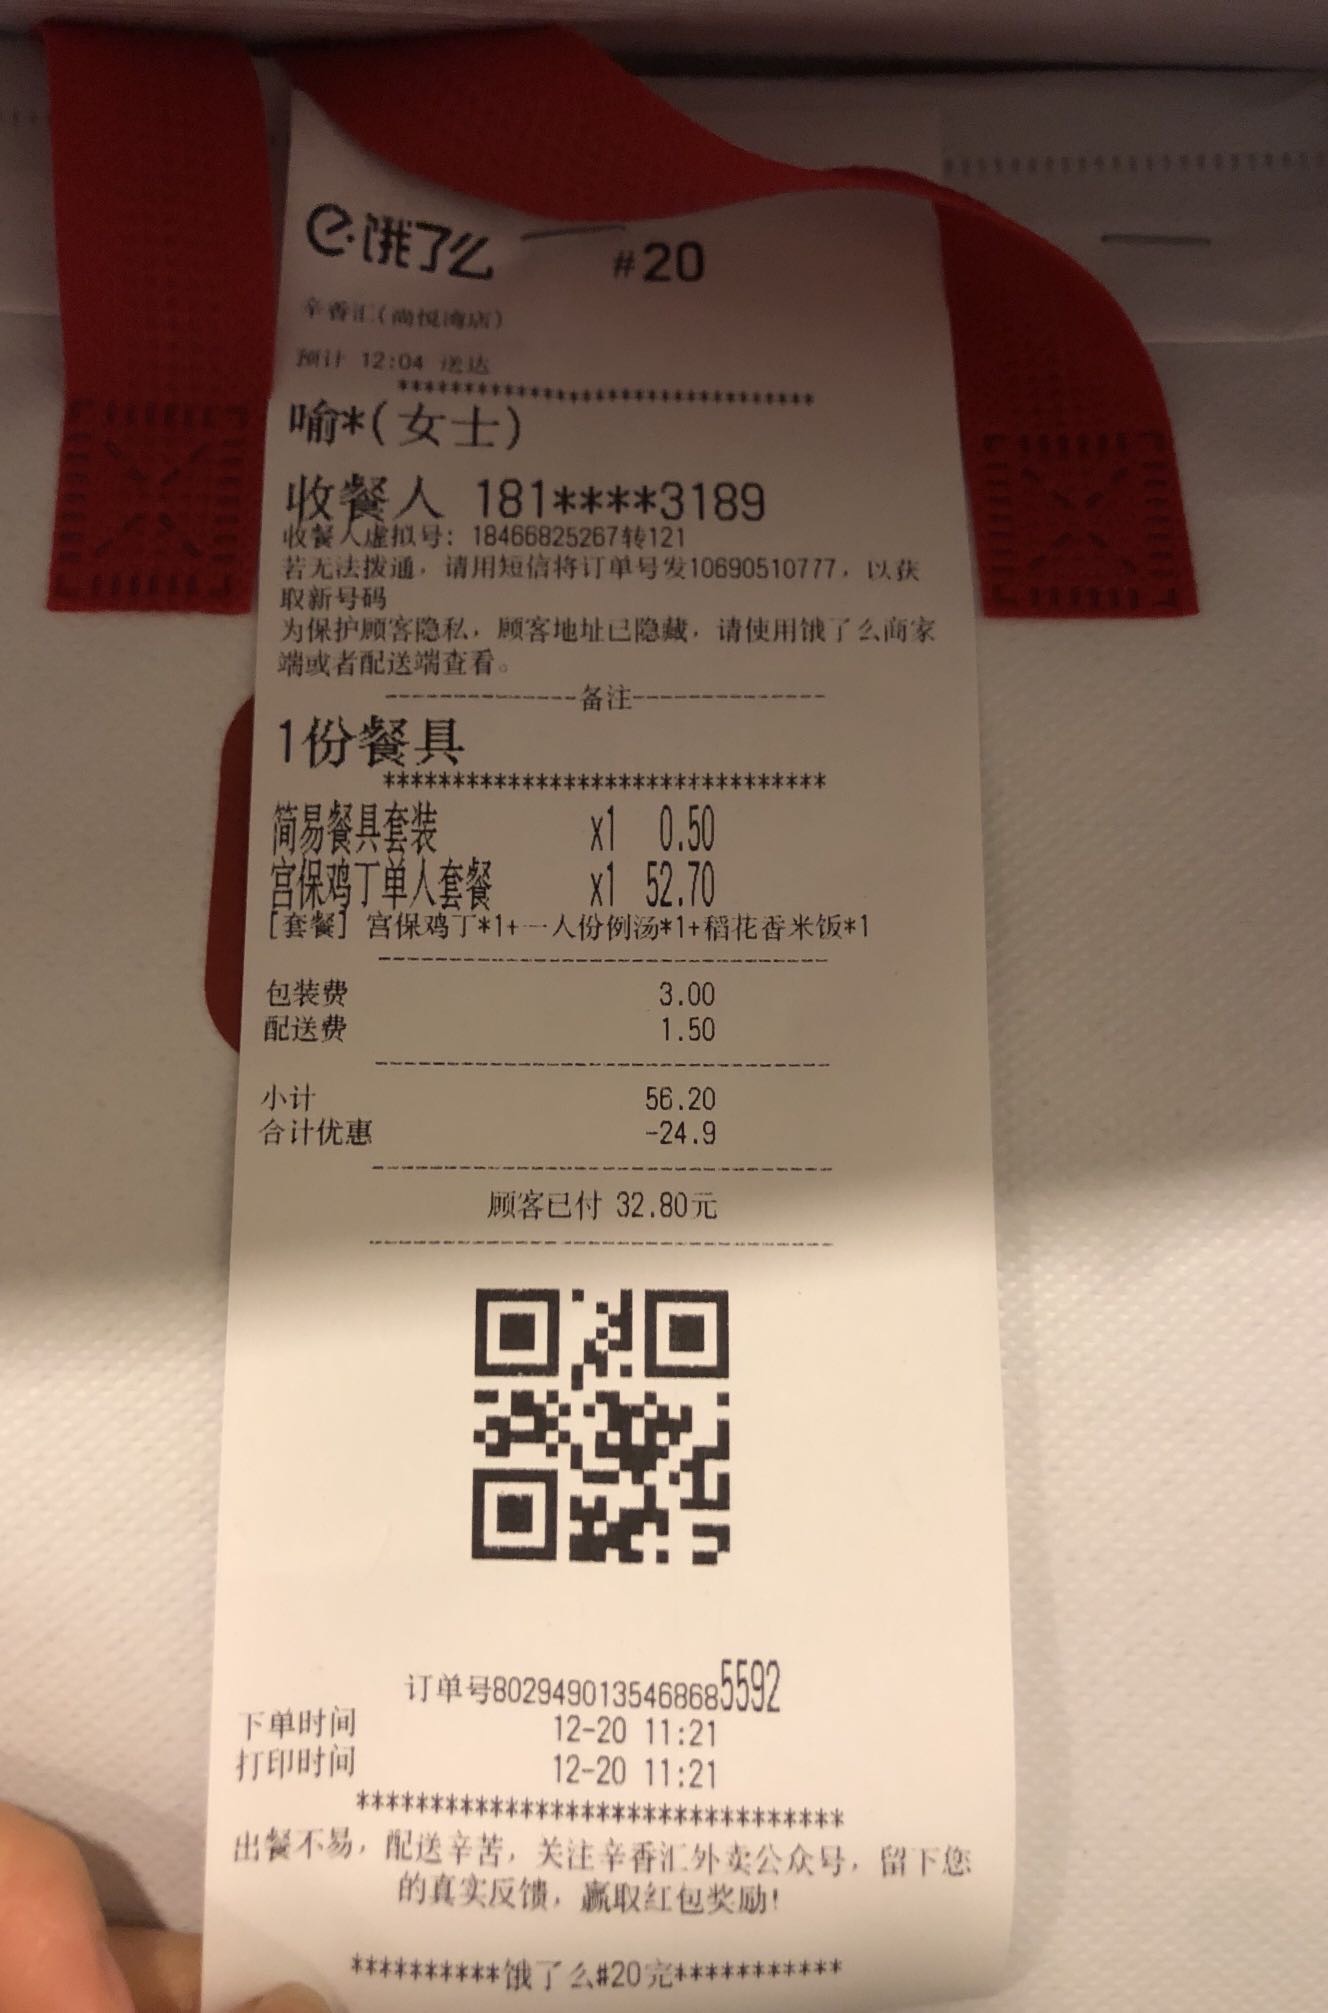 饿了么 #20
辛香汇(尚悦湾店)
预计 12:04 送达
*******************************
喻*(女士)
收餐人 181****3189
收餐人虚拟号: 18466825267转121
若无法拨通，请用短信将订单号发10690510777，以获
取新号码
为保护顾客隐私，顾客地址已隐藏，请使用饿了么商家
端或者配送端查看。
--------------备注--------------
1份餐具
********************************
简易餐具套装 x1 0.50
宫保鸡丁单人套餐 x1 52.70
[套餐] 宫保鸡丁*1+一人份例汤*1+稻花香米饭*1
包装费 3.00
配送费 1.50
小计 56.20
合计优惠 -24.9
顾客已付 32.80元
订单号8029490135468685592
下单时间 12-20 11:21
打印时间 12-20 11:21
********************************
出餐不易，配送辛苦，关注辛香汇外卖公众号，留下您
的真实反馈，赢取红包奖励!
**********饿了么#20完***********